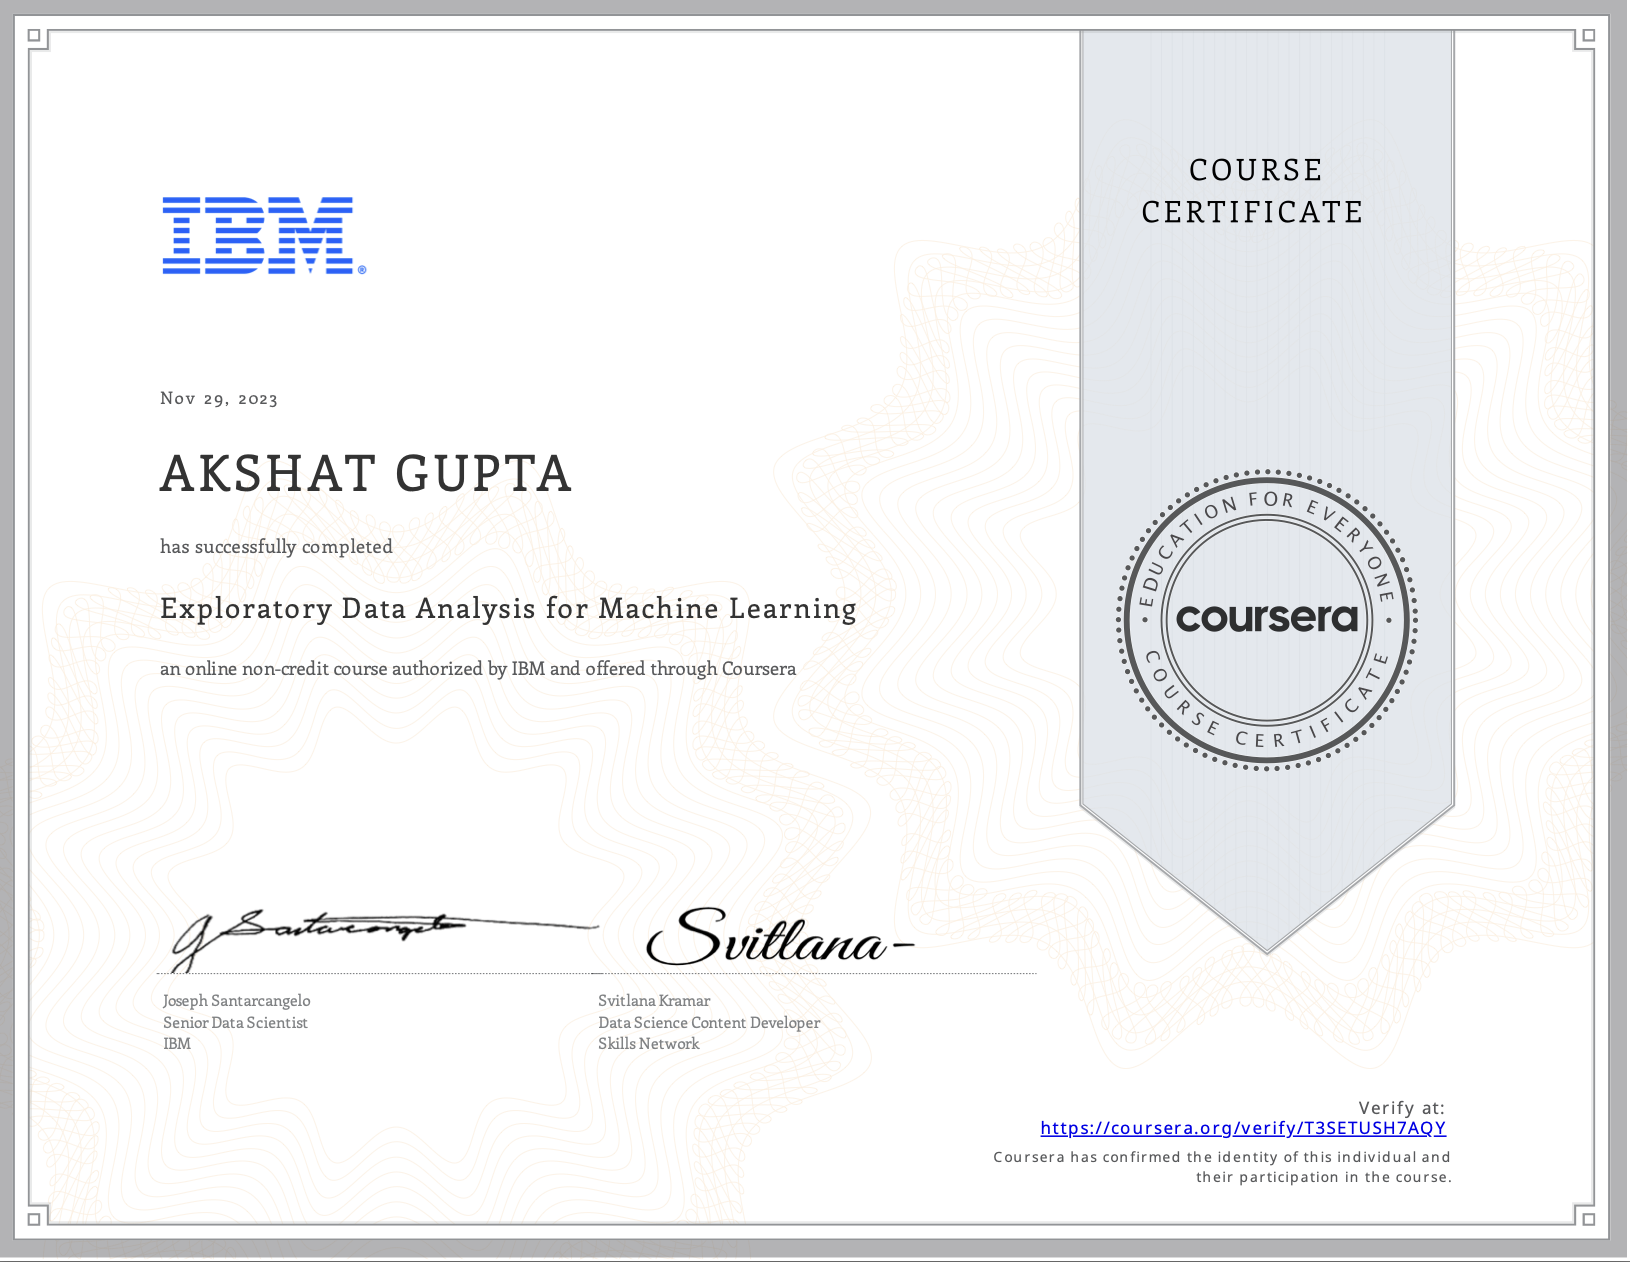 IBM®
COURSE
CERTIFICATE
Nov 29, 2023
AKSHAT GUPTA
has successfully completed
Exploratory Data Analysis for Machine Learning
an online non-credit course authorized by IBM and offered through Coursera
EDUCATION FOR EVERYONE
coursera
COURSE CERTIFICATE
J Santarcangelo
Svitlana-
Joseph Santarcangelo
Senior Data Scientist
IBM
Svitlana Kramar
Data Science Content Developer
Skills Network
Verify at:
https://coursera.org/verify/T3SETUSH7AQY
Coursera has confirmed the identity of this individual and
their participation in the course.